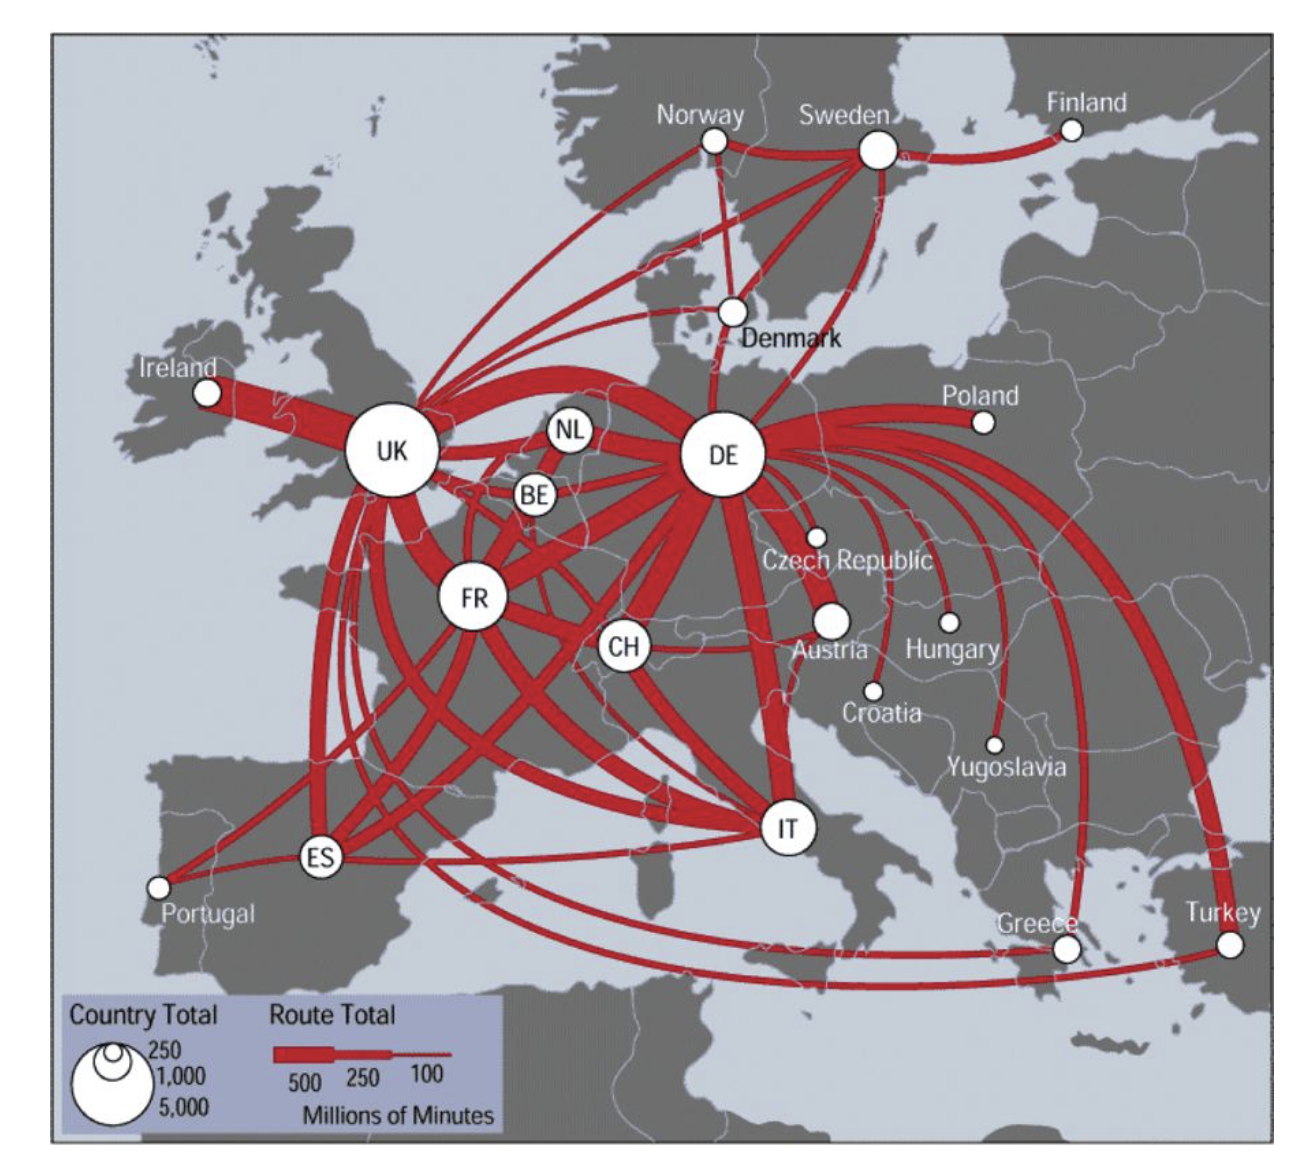 Finland
Norway
Sweden
Denmark
Ireland
Poland
UK
NL
DE
BE
Czech Republic
FR
CH
Austria
Hungary
Croatia
Yugoslavia
IT
ES
Portugal
Greece
Turkey
Country Total
250
1,000
5,000
Route Total
500 250 100
Millions of Minutes